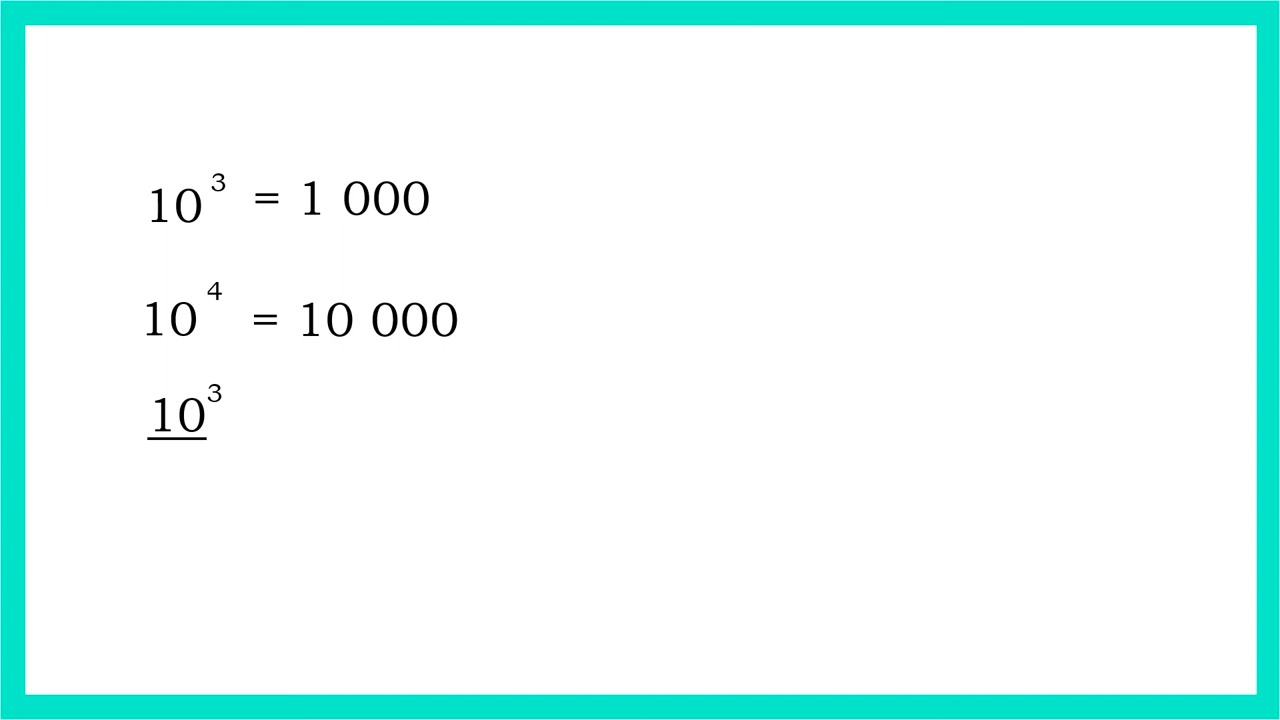 10³ = 1 000
10⁴ = 10 000
10³